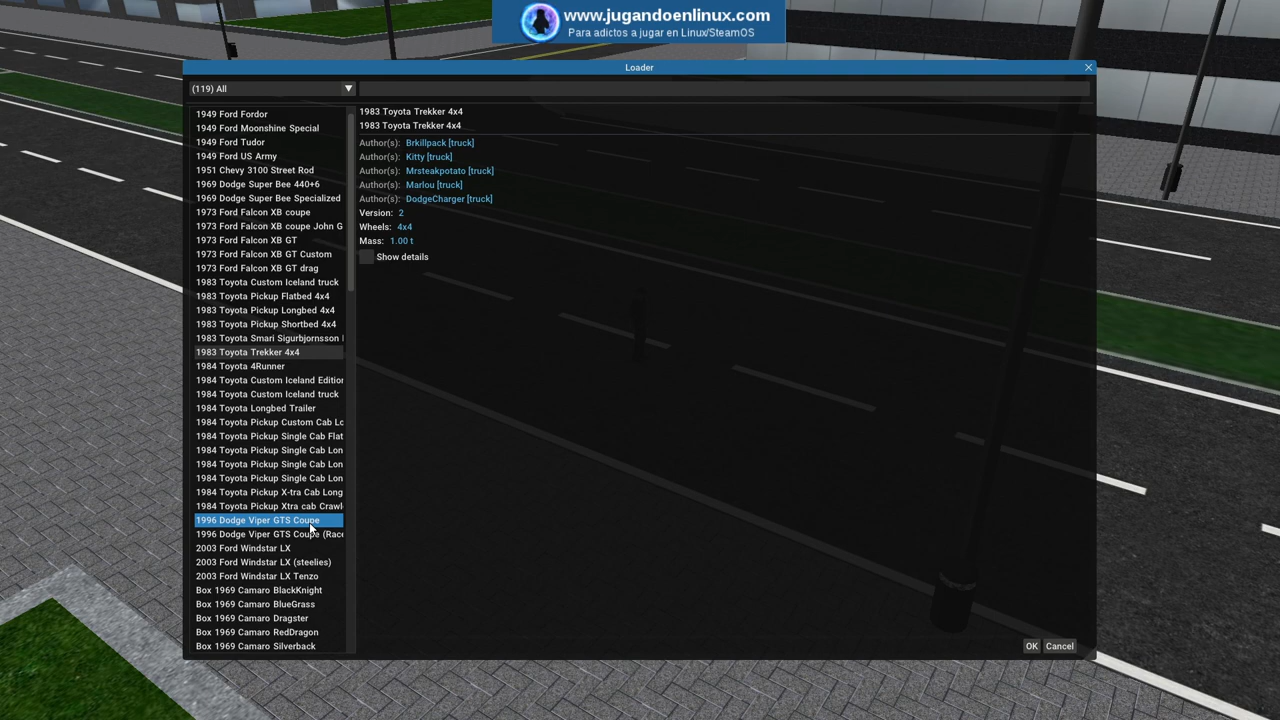 www.jugandoenlinux.com
Para adictos a jugar en Linux/SteamOS
Loader
(119) All
1949 Ford Fordor
1949 Ford Moonshine Special
1949 Ford Tudor
1949 Ford US Army
1951 Chevy 3100 Street Rod
1969 Dodge Super Bee 440+6
1969 Dodge Super Bee Specialized
1973 Ford Falcon XB coupe
1973 Ford Falcon XB coupe John G
1973 Ford Falcon XB GT
1973 Ford Falcon XB GT Custom
1973 Ford Falcon XB GT drag
1983 Toyota Custom Iceland truck
1983 Toyota Pickup Flatbed 4x4
1983 Toyota Pickup Longbed 4x4
1983 Toyota Pickup Shortbed 4x4
1983 Toyota Smari Sigurbjornsson
1983 Toyota Trekker 4x4
1984 Toyota 4Runner
1984 Toyota Custom Iceland Edition
1984 Toyota Custom Iceland truck
1984 Toyota Longbed Trailer
1984 Toyota Pickup Custom Cab Lo
1984 Toyota Pickup Single Cab Flat
1984 Toyota Pickup Single Cab Lon
1984 Toyota Pickup Single Cab Lon
1984 Toyota Pickup Single Cab Lon
1984 Toyota Pickup X-tra Cab Long
1984 Toyota Pickup Xtra cab Crawl
1996 Dodge Viper GTS Coupe
1996 Dodge Viper GTS Coupe (Race
2003 Ford Windstar LX
2003 Ford Windstar LX (steelies)
2003 Ford Windstar LX Tenzo
Box 1969 Camaro BlackKnight
Box 1969 Camaro BlueGrass
Box 1969 Camaro Dragster
Box 1969 Camaro RedDragon
Box 1969 Camaro Silverback
1983 Toyota Trekker 4x4
1983 Toyota Trekker 4x4
Author(s): Brkillpack [truck]
Author(s): Kitty [truck]
Author(s): Mrsteakpotato [truck]
Author(s): Marlou [truck]
Author(s): DodgeCharger [truck]
Version: 2
Wheels: 4x4
Mass: 1.00 t
Show details
OK Cancel